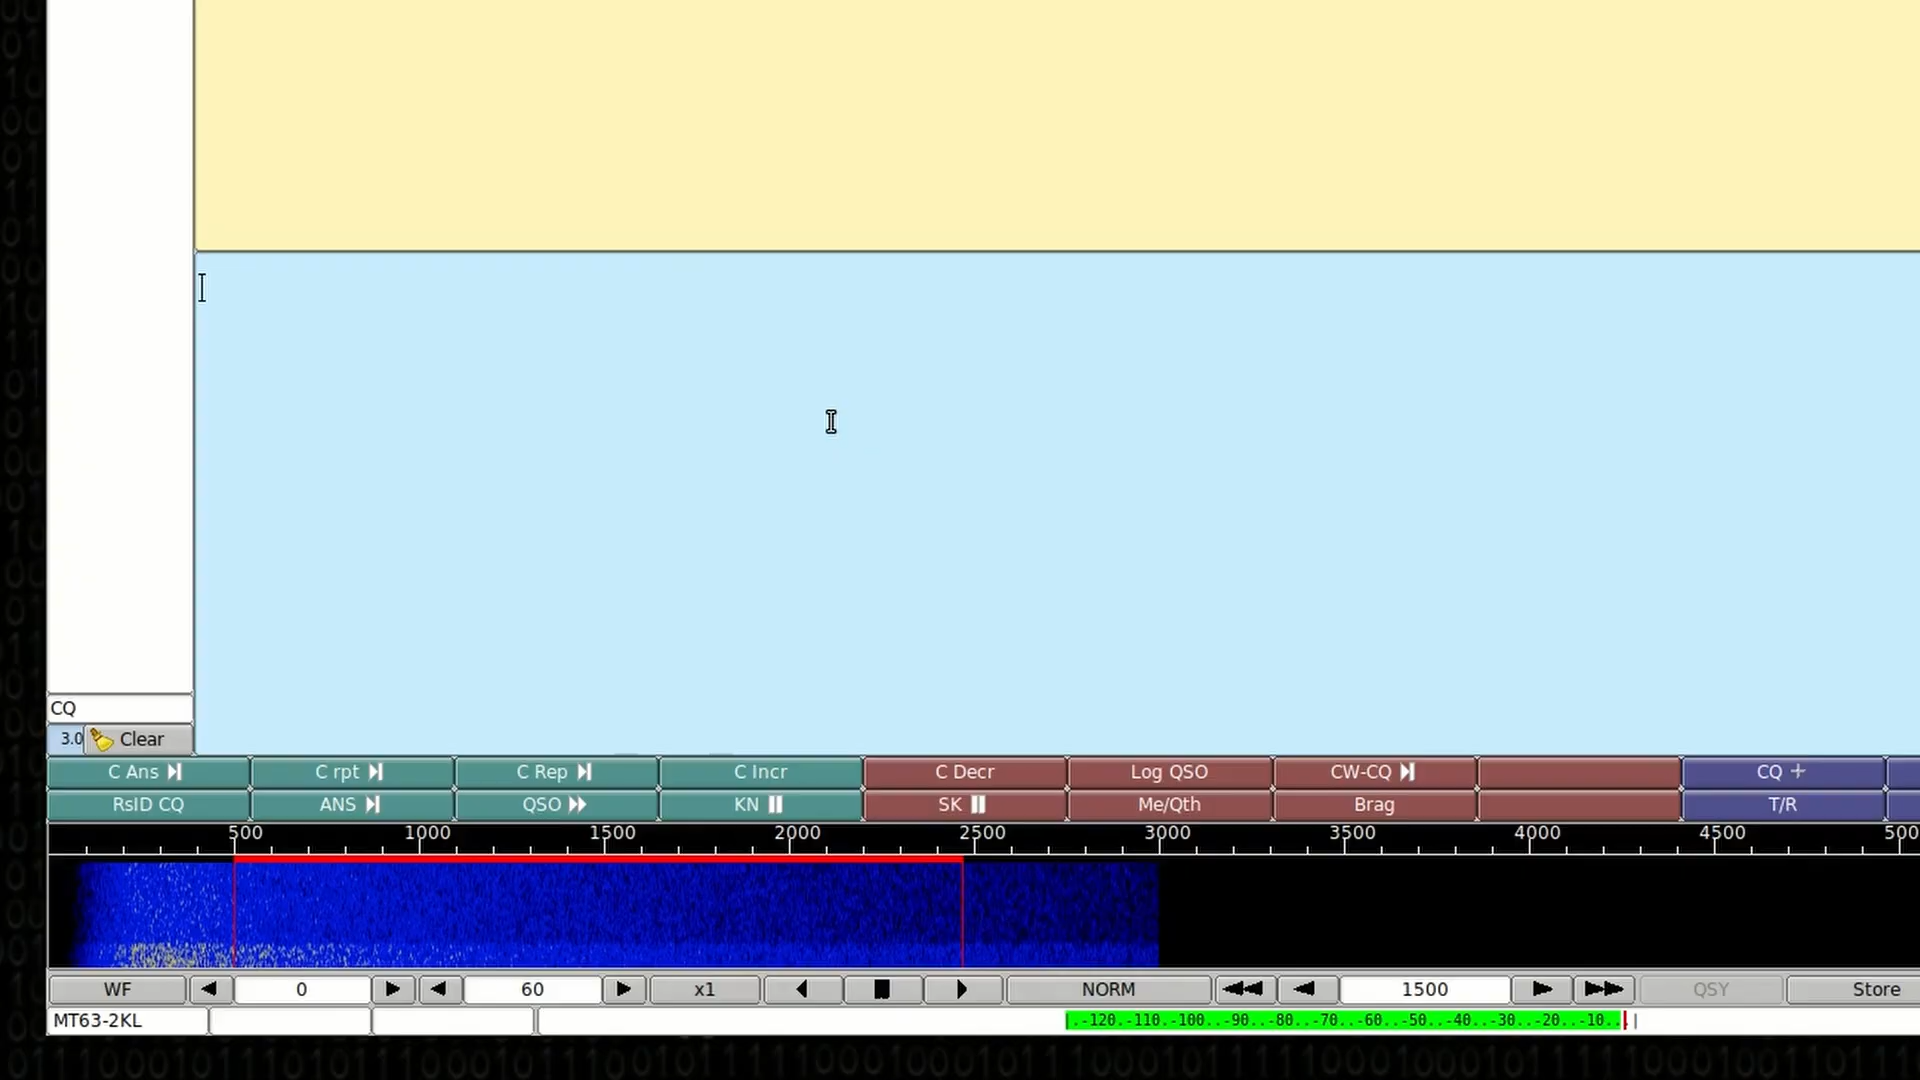 CQ
3.0 Clear
C Ans C rpt C Rep C Incr C Decr Log QSO CW-CQ CQ +
RsID CQ ANS QSO KN SK Me/Qth Brag T/R
500 1000 1500 2000 2500 3000 3500 4000 4500 500
WF 0 60 x1 NORM 1500 QSY Store
MT63-2KL |.-120.-110.-100..-90..-80..-70..-60..-50..-40..-30..-20..-10..|